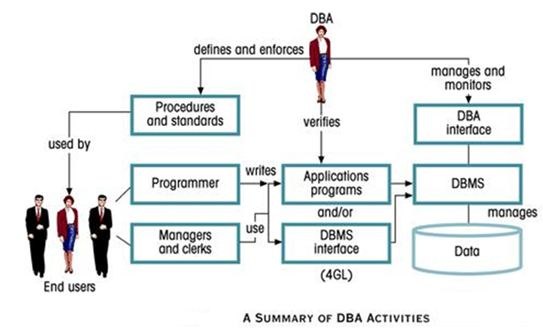 DBA
defines and enforces
manages and
monitors
Procedures
and standards
DBA
interface
verifies
used by
Programmer
writes
Applications
programs
DBMS
and/or
manages
Managers
and clerks
use
DBMS
interface
Data
(4GL)
End users
A SUMMARY OF DBA ACTIVITIES